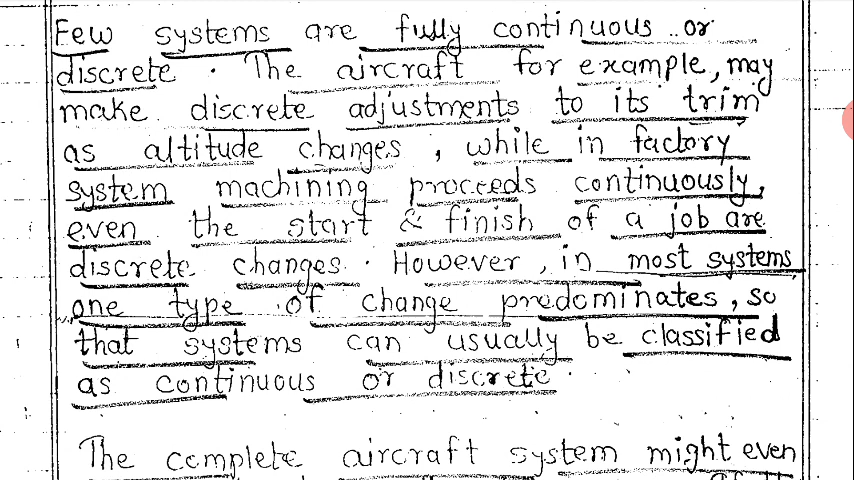 Few systems are fully continuous or
discrete. The aircraft for example, may
make discrete adjustments to its trim
as altitude changes, while in factory
system machining proceeds continuously,
even the start & finish of a job are
discrete changes. However, in most systems
one type of change predominates, so
that systems can usually be classified
as continuous or discrete.
The complete aircraft system might even